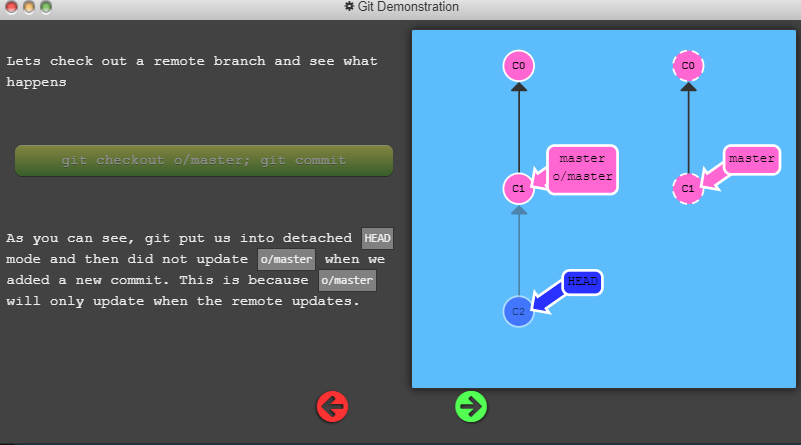 Git Demonstration
Lets check out a remote branch and see what
happens
git checkout o/master; git commit
As you can see, git put us into detached HEAD
mode and then did not update o/master when we
added a new commit. This is because o/master
will only update when the remote updates.
C0
C0
master
o/master
master
C1
C1
HEAD
C2